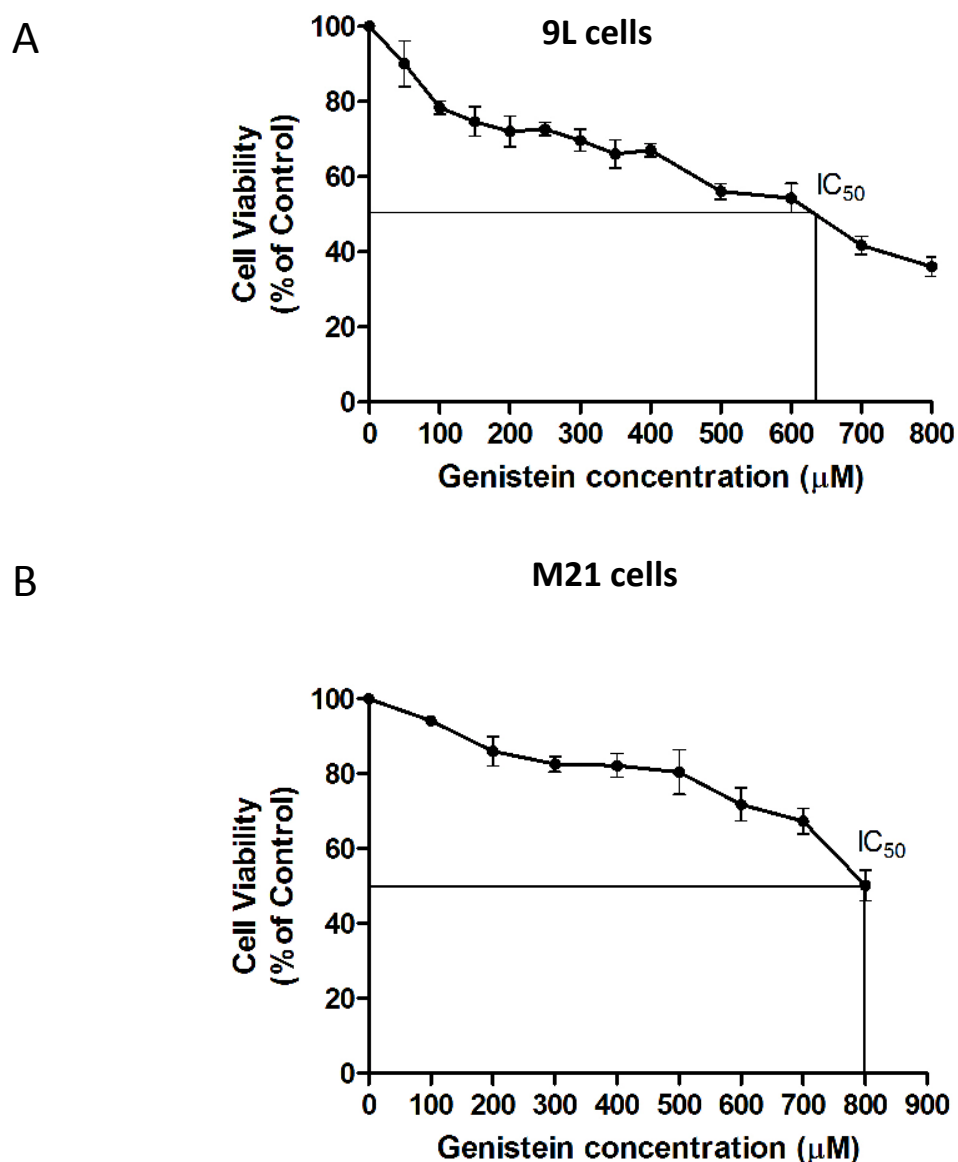 A
9L cells
100
80
60
40
20
0
Cell Viability
(% of Control)
IC50
0 100 200 300 400 500 600 700 800
Genistein concentration (μM)
B
M21 cells
100
80
60
40
20
0
Cell Viability
(% of Control)
IC50
0 100 200 300 400 500 600 700 800 900
Genistein concentration (μM)